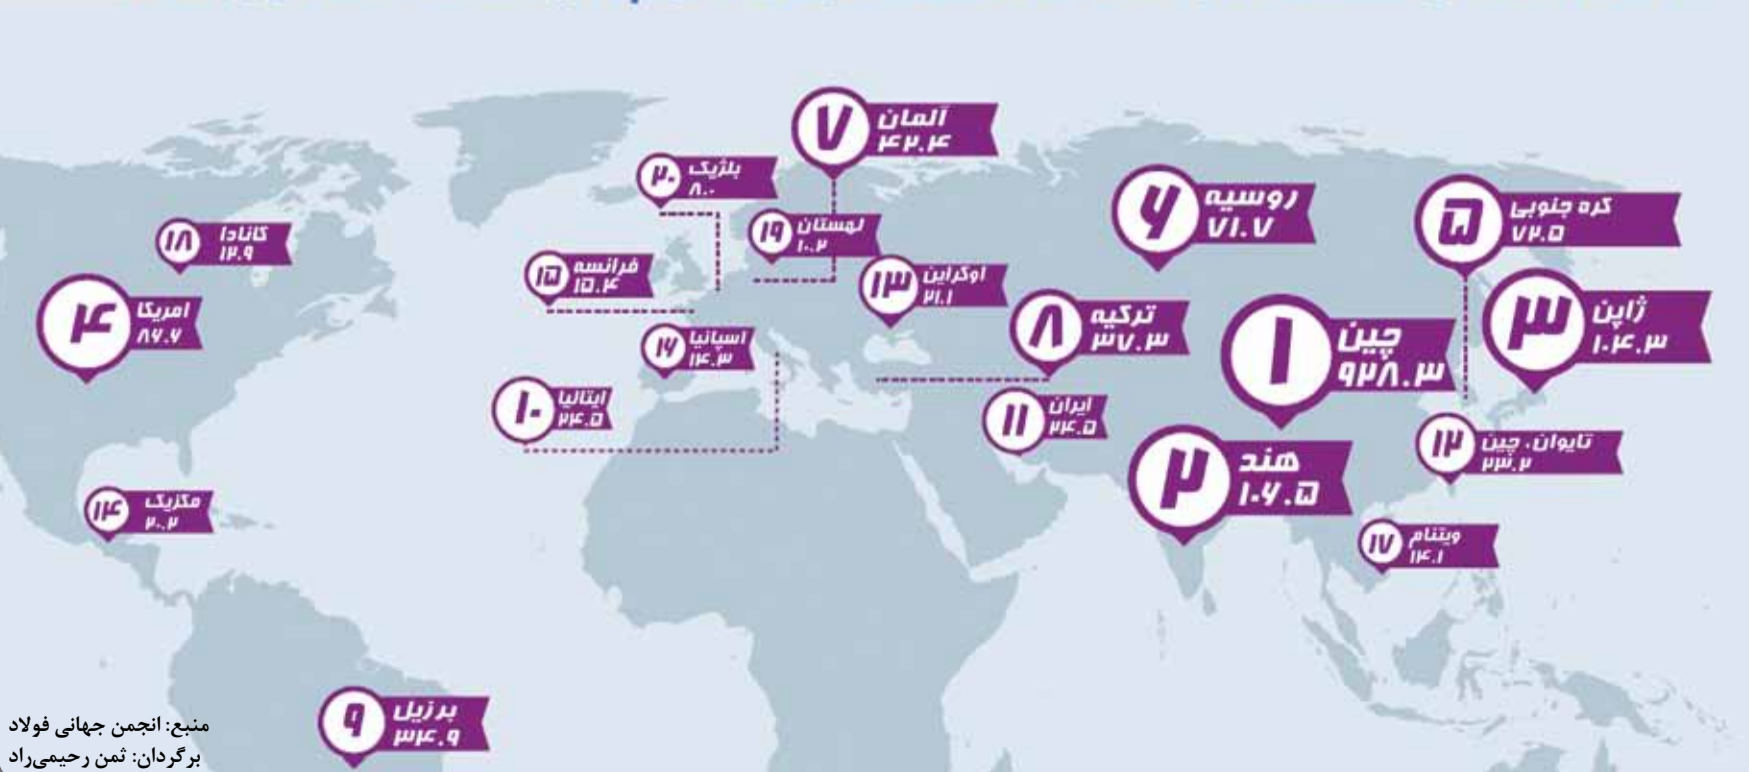 ۷
آلمان
۴۲.۴
۲۰
بلژیک
۸.۰
۱۹
لهستان
۱۰.۲
۶
روسیه
۷۱.۷
۵
کره جنوبی
۷۲.۵
۱۸
کانادا
۱۲.۹
۱۵
فرانسه
۱۵.۴
۱۳
اوکراین
۲۱.۱
۴
امریکا
۸۶.۶
۸
ترکیه
۳۷.۳
۱
چین
۹۲۸.۳
۳
ژاپن
۱۰۴.۳
۱۶
اسپانیا
۱۴.۳
۱۰
ایتالیا
۲۴.۵
۱۱
ایران
۲۴.۵
۲
هند
۱۰۶.۵
۱۲
تایوان، چین
۲۳.۲
۱۴
مکزیک
۲۰.۲
۱۷
ویتنام
۱۴.۱
۹
برزیل
۳۴.۹
منبع: انجمن جهانی فولاد
برگردان: ثمن رحیمی‌راد